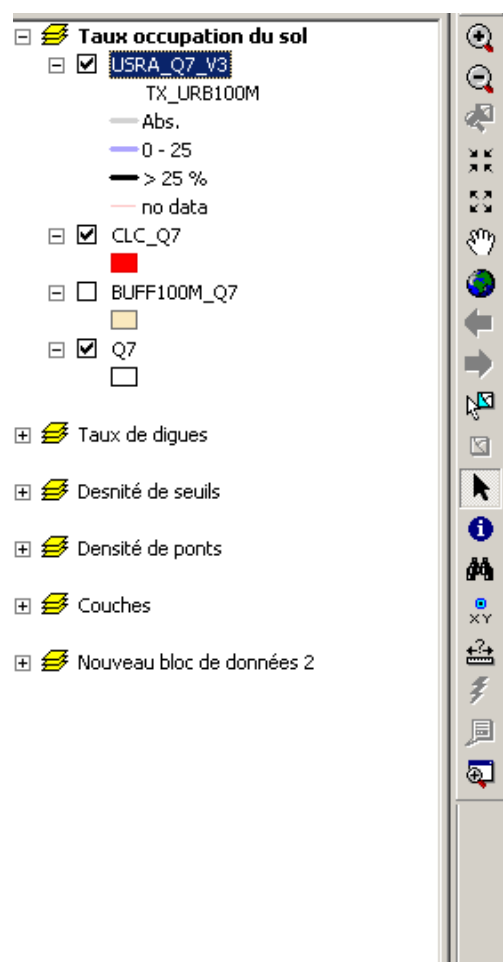 Taux occupation du sol
USRA_Q7_V3
TX_URB100M
Abs.
0 - 25
> 25 %
no data
CLC_Q7
BUFF100M_Q7
Q7
Taux de digues
Desnité de seuils
Densité de ponts
Couches
Nouveau bloc de données 2
XY